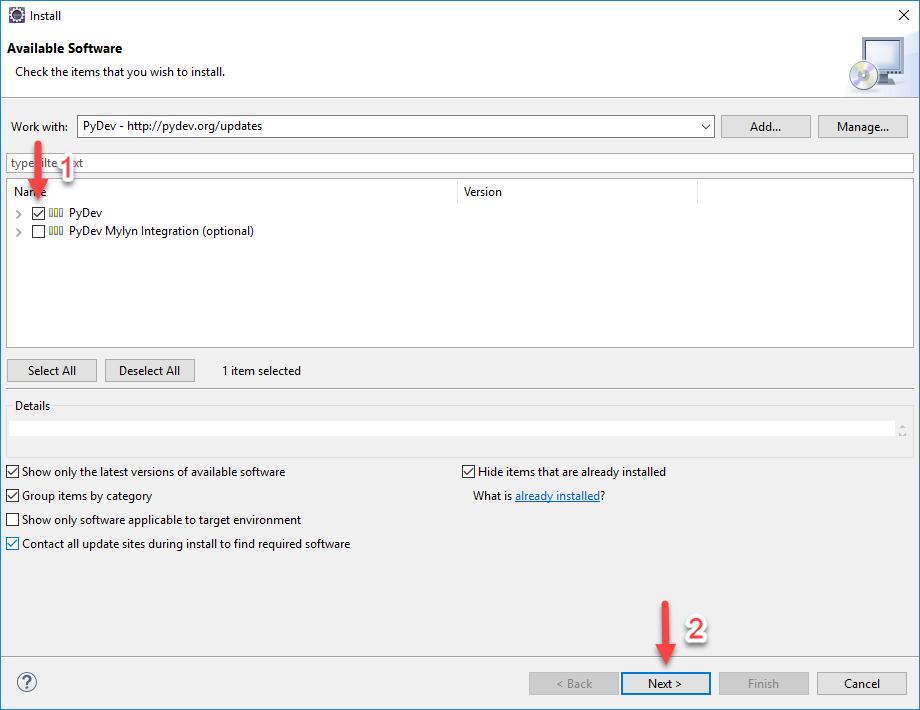 Install
Available Software
Check the items that you wish to install.
Work with: PyDev - http://pydev.org/updates Add... Manage...
type filte xt
1
Name Version
PyDev
PyDev Mylyn Integration (optional)
Select All Deselect All 1 item selected
Details
Show only the latest versions of available software Hide items that are already installed
Group items by category What is already installed?
Show only software applicable to target environment
Contact all update sites during install to find required software
2
? < Back Next > Finish Cancel